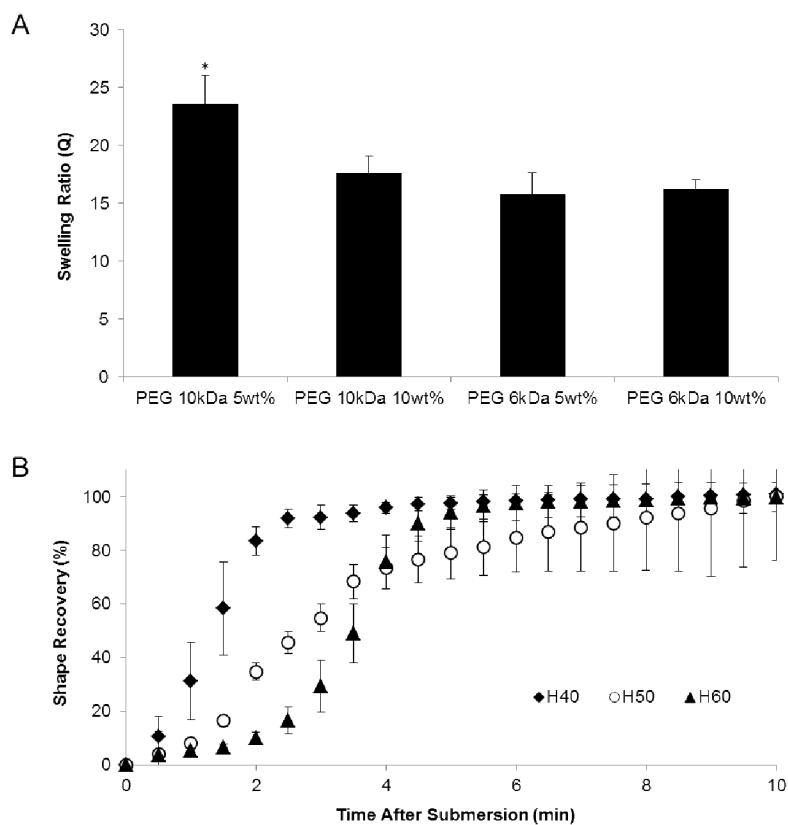 A
30
25
20
15
10
5
0
Swelling Ratio (Q)
*
PEG 10kDa 5wt% PEG 10kDa 10wt% PEG 6kDa 5wt% PEG 6kDa 10wt%
B
100
80
60
40
20
0
Shape Recovery (%)
H40 H50 H60
0 2 4 6 8 10
Time After Submersion (min)